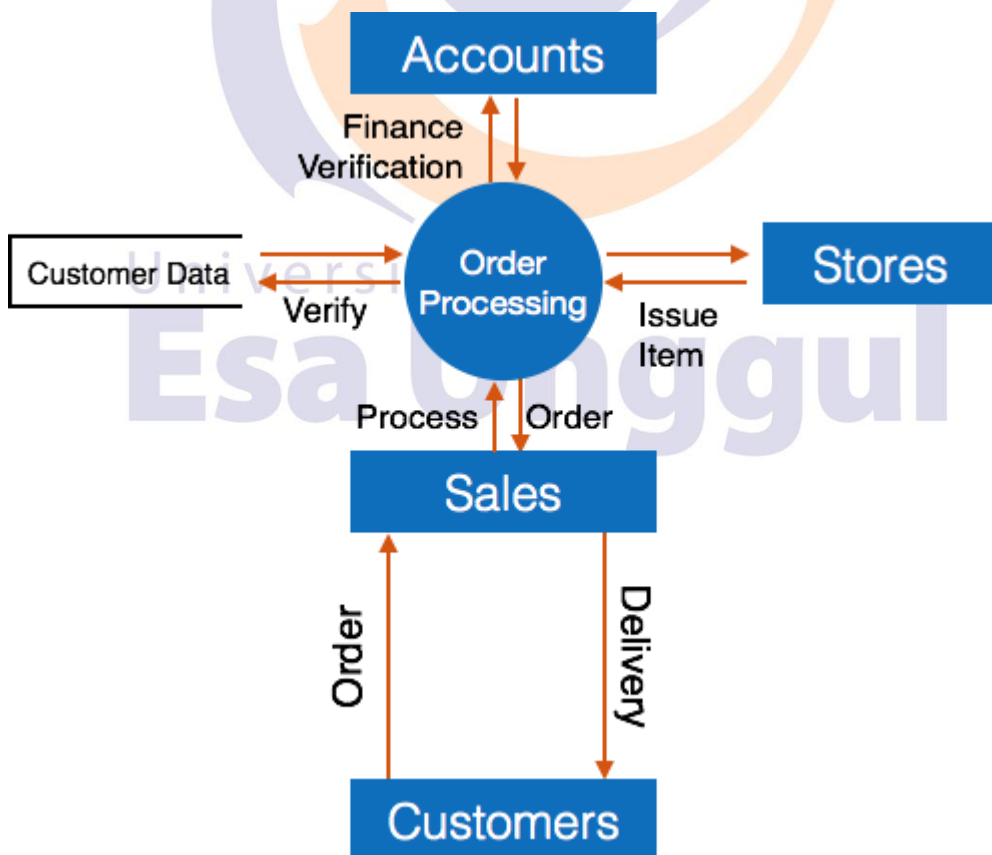 Accounts
Finance
Verification
Customer Data
Order
Processing
Stores
Verify
Issue
Item
Universi
Esa Unggul
Process
Order
Sales
Order
Delivery
Customers